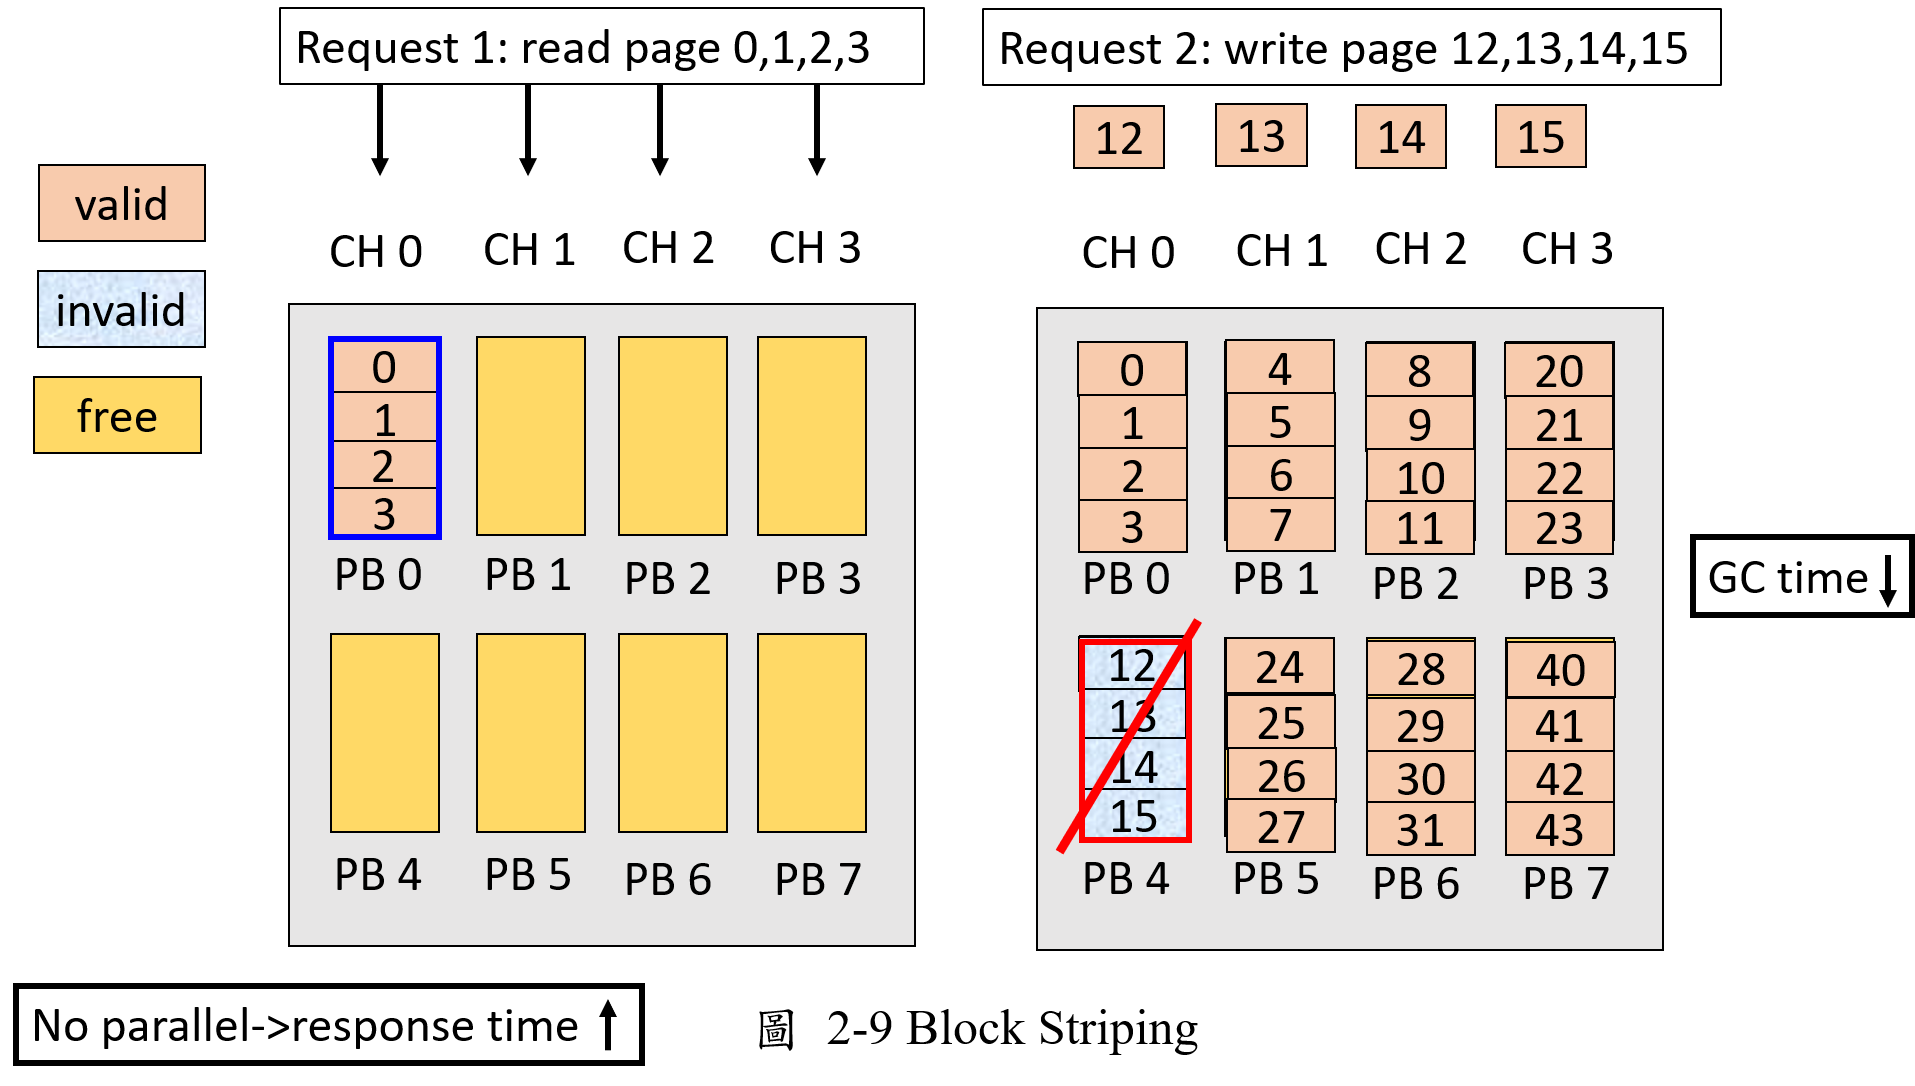 Request 1: read page 0,1,2,3
Request 2: write page 12,13,14,15
12 13 14 15
valid
invalid
free
CH 0 CH 1 CH 2 CH 3
0
1
2
3
PB 0 PB 1 PB 2 PB 3
PB 4 PB 5 PB 6 PB 7
CH 0 CH 1 CH 2 CH 3
0 4 8 20
1 5 9 21
2 6 10 22
3 7 11 23
PB 0 PB 1 PB 2 PB 3
12 24 28 40
13 25 29 41
14 26 30 42
15 27 31 43
PB 4 PB 5 PB 6 PB 7
GC time ↓
No parallel->response time ↑
圖 2-9 Block Striping